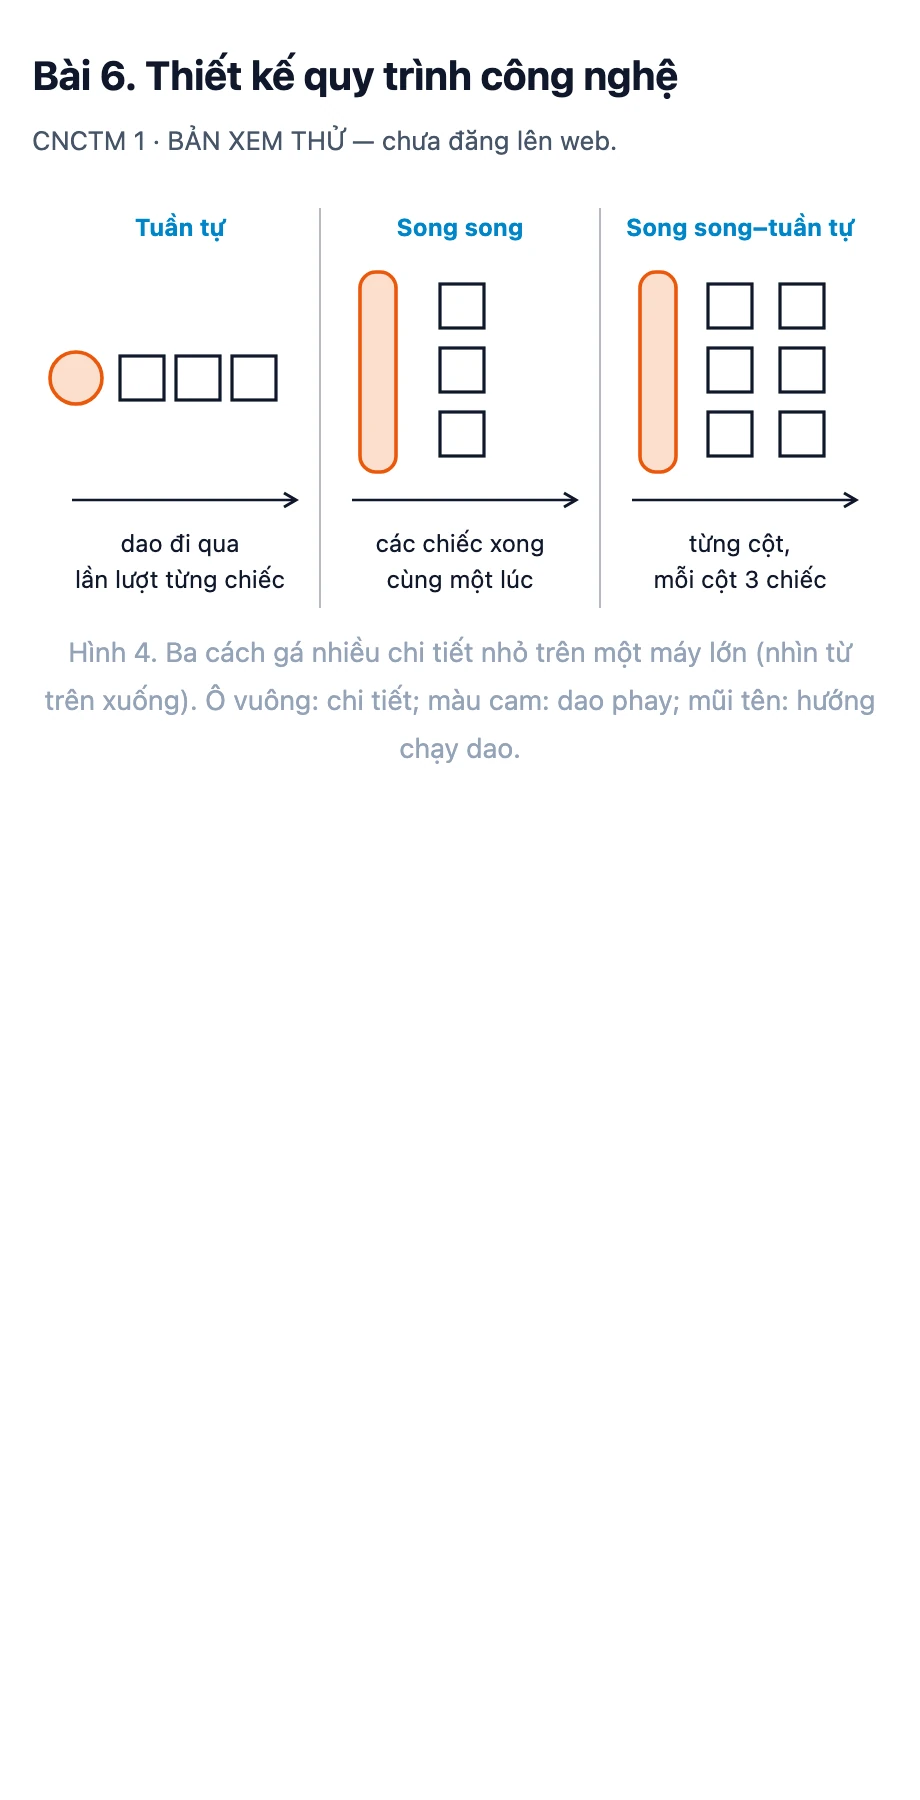 Bài 6. Thiết kế quy trình công nghệ
CNCTM 1 · BẢN XEM THỬ — chưa đăng lên web.
Tuần tự
Song song
Song song–tuần tự
dao đi qua
lần lượt từng chiếc
các chiếc xong
cùng một lúc
từng cột,
mỗi cột 3 chiếc
Hình 4. Ba cách gá nhiều chi tiết nhỏ trên một máy lớn (nhìn từ
trên xuống). Ô vuông: chi tiết; màu cam: dao phay; mũi tên: hướng
chạy dao.